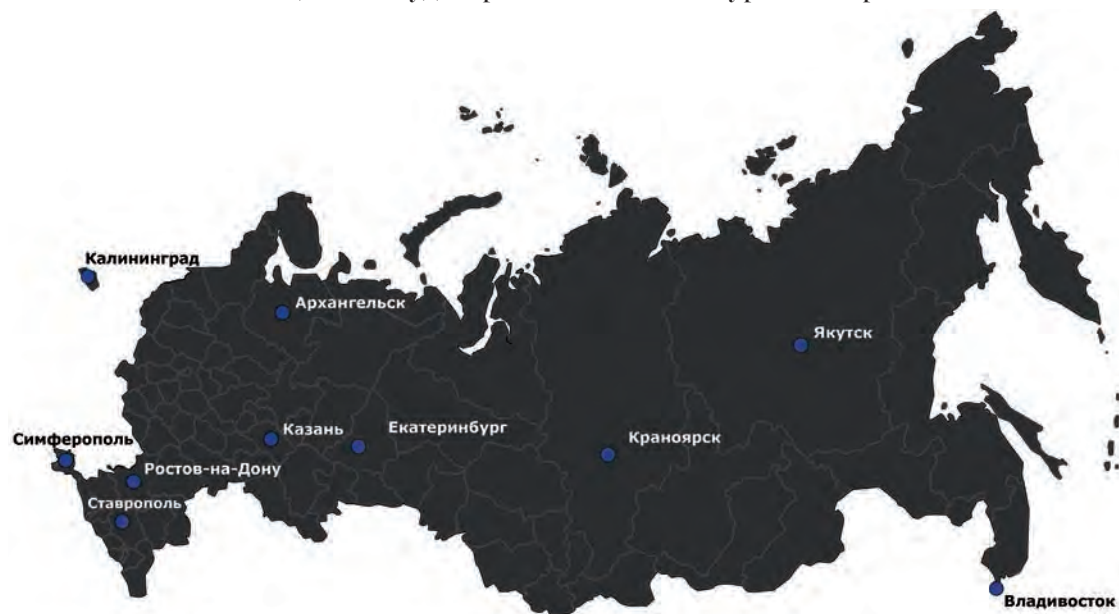 Калининград
Архангельск
Якутск
Казань
Екатеринбург
Симферополь
Краноярск
Ростов-на-Дону
Ставрополь
Владивосток